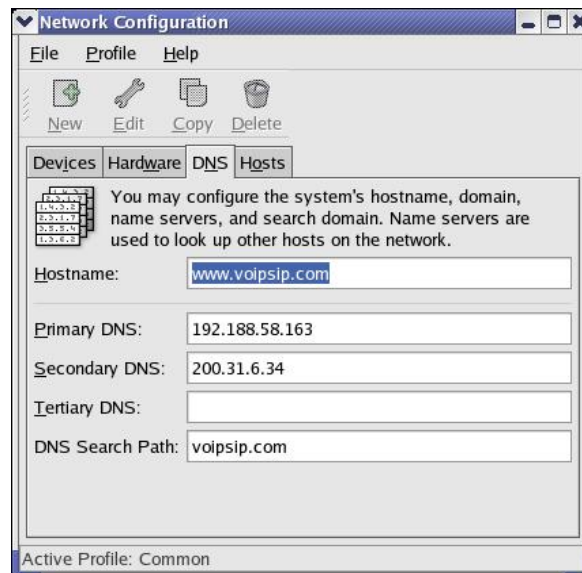 Network Configuration
File Profile Help
New Edit Copy Delete
Devices Hardware DNS Hosts
You may configure the system's hostname, domain,
name servers, and search domain. Name servers are
used to look up other hosts on the network.
Hostname: www.voipsip.com
Primary DNS: 192.188.58.163
Secondary DNS: 200.31.6.34
Tertiary DNS:
DNS Search Path: voipsip.com
Active Profile: Common